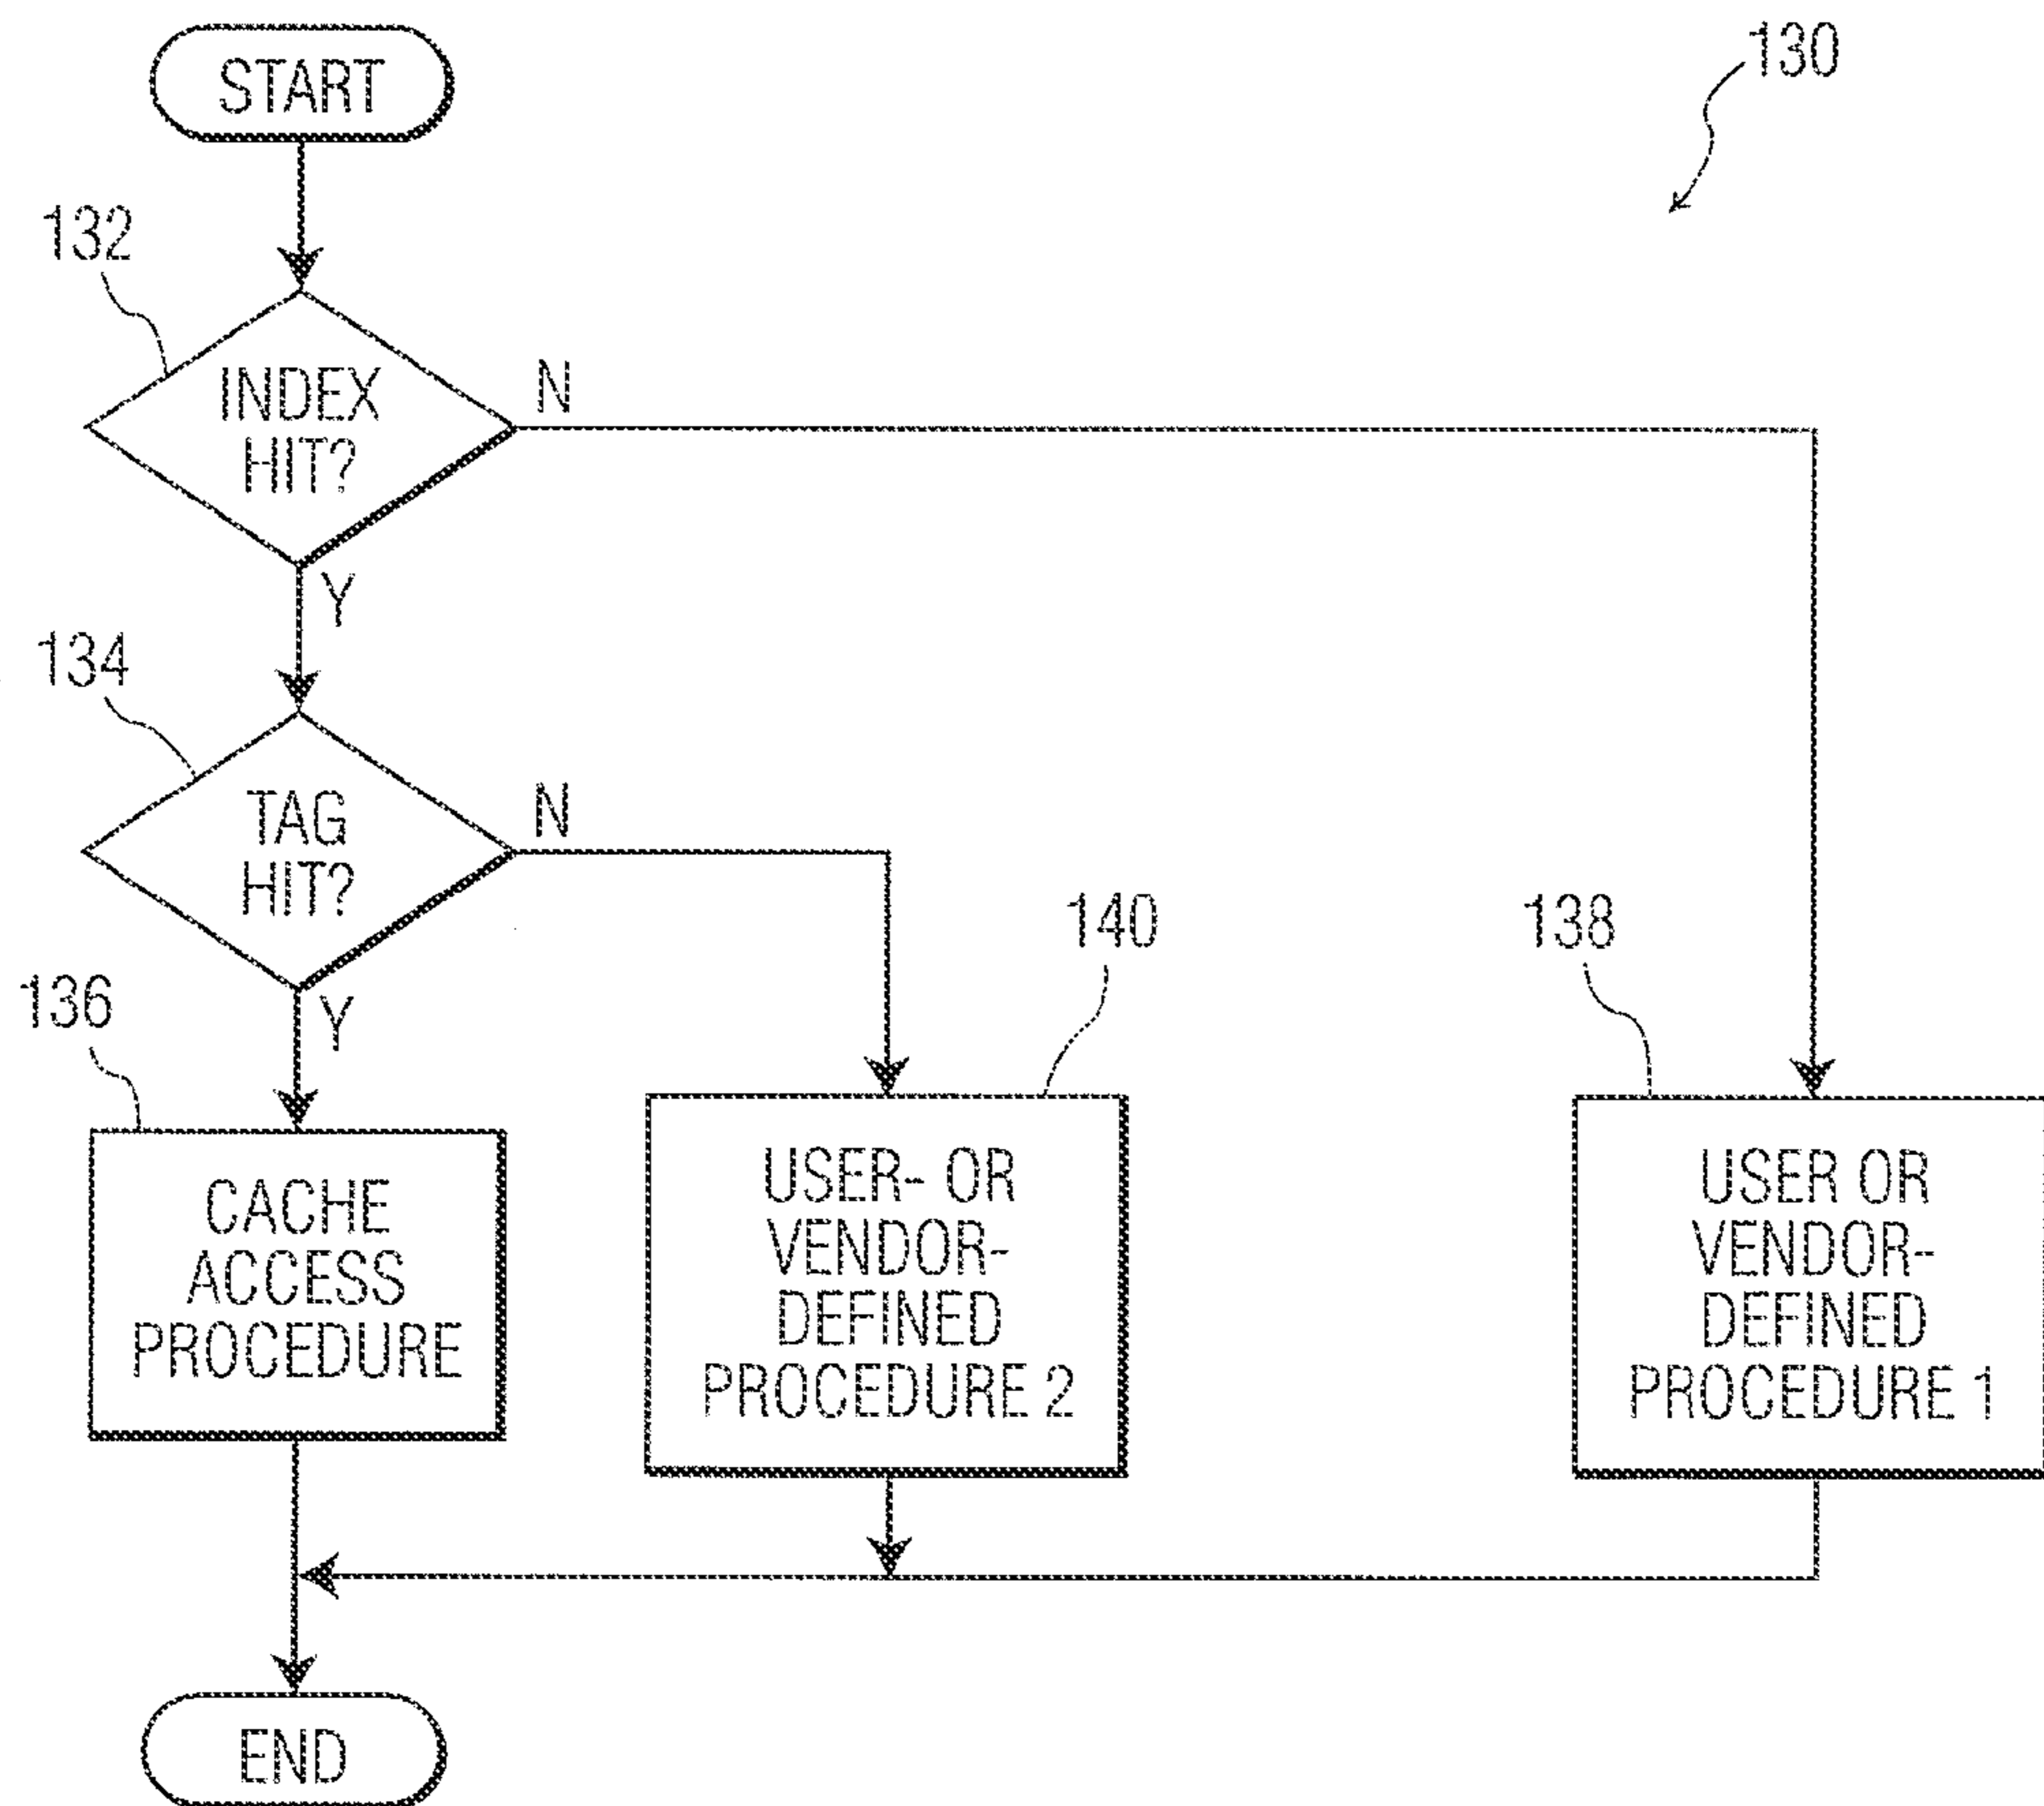 START
130
132
INDEX
HIT?
N
Y
134
TAG
HIT?
N
Y
136
140
138
CACHE
ACCESS
PROCEDURE
USER- OR
VENDOR-
DEFINED
PROCEDURE 2
USER OR
VENDOR-
DEFINED
PROCEDURE 1
END